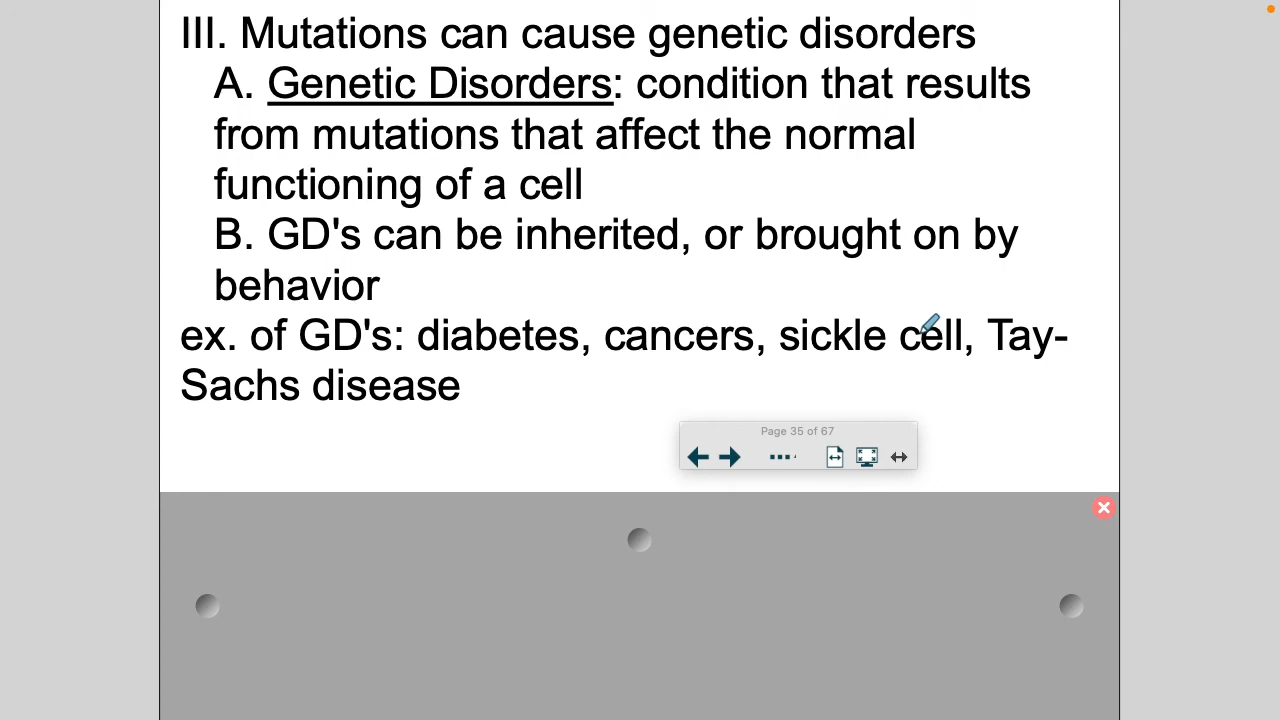 III. Mutations can cause genetic disorders
A. Genetic Disorders: condition that results
from mutations that affect the normal
functioning of a cell
B. GD's can be inherited, or brought on by
behavior
ex. of GD's: diabetes, cancers, sickle cell, Tay-
Sachs disease
Page 35 of 67